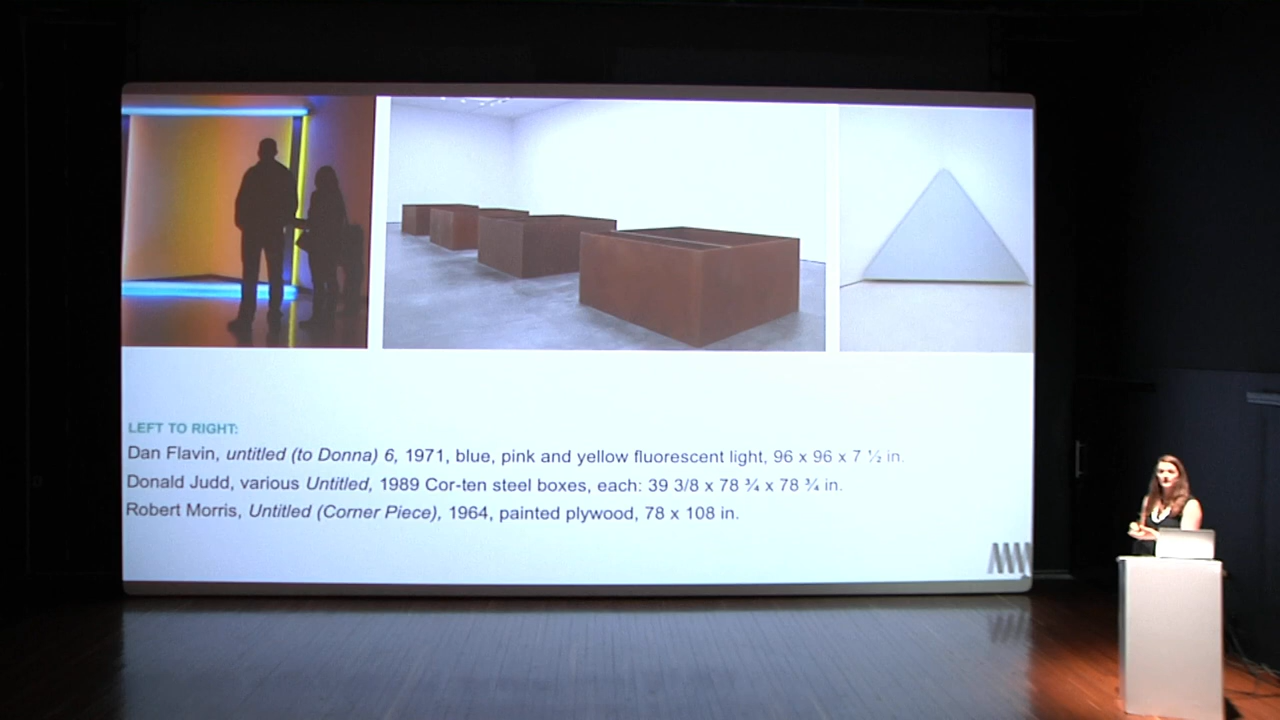 LEFT TO RIGHT:
Dan Flavin, untitled (to Donna) 6, 1971, blue, pink and yellow fluorescent light, 96 x 96 x 7 ½ in.
Donald Judd, various Untitled, 1989 Cor-ten steel boxes, each: 39 3/8 x 78 ¾ x 78 ¾ in.
Robert Morris, Untitled (Corner Piece), 1964, painted plywood, 78 x 108 in.